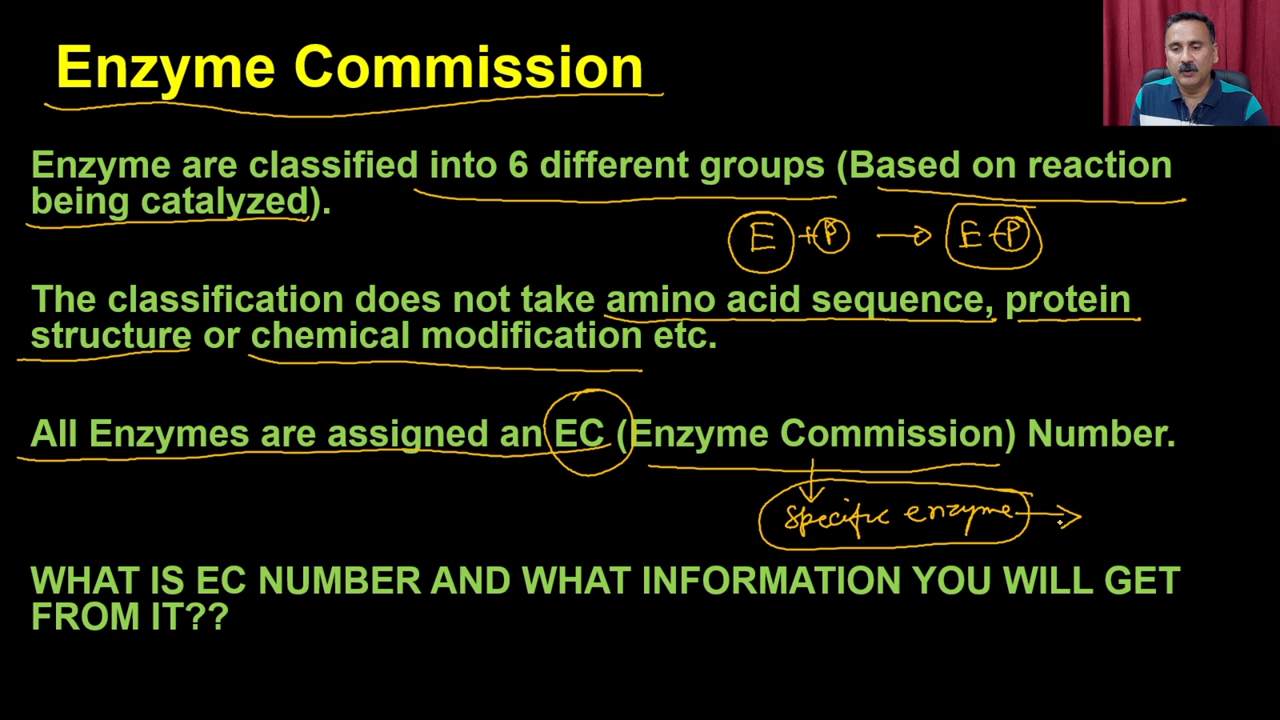 Enzyme Commission
Enzyme are classified into 6 different groups (Based on reaction
being catalyzed).
E + P → E-P
The classification does not take amino acid sequence, protein
structure or chemical modification etc.
All Enzymes are assigned an EC (Enzyme Commission) Number.
specific enzyme →
WHAT IS EC NUMBER AND WHAT INFORMATION YOU WILL GET
FROM IT??